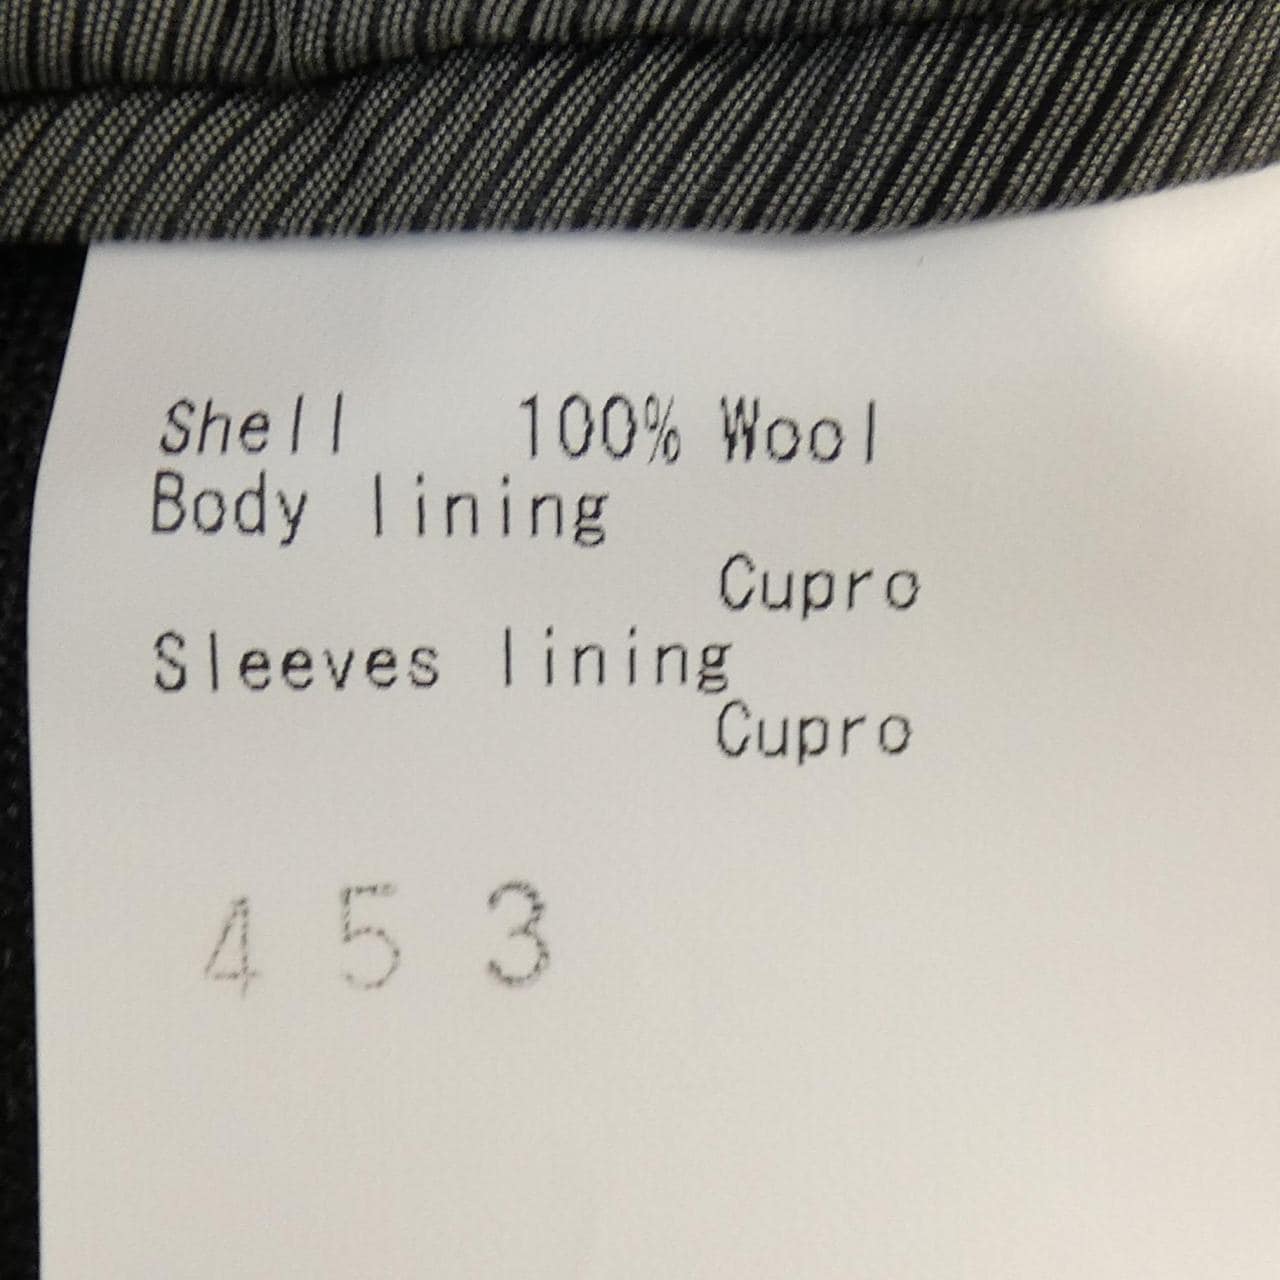 Shell 100% Wool
Body lining
Cupro
Sleeves lining
Cupro
4 5 3